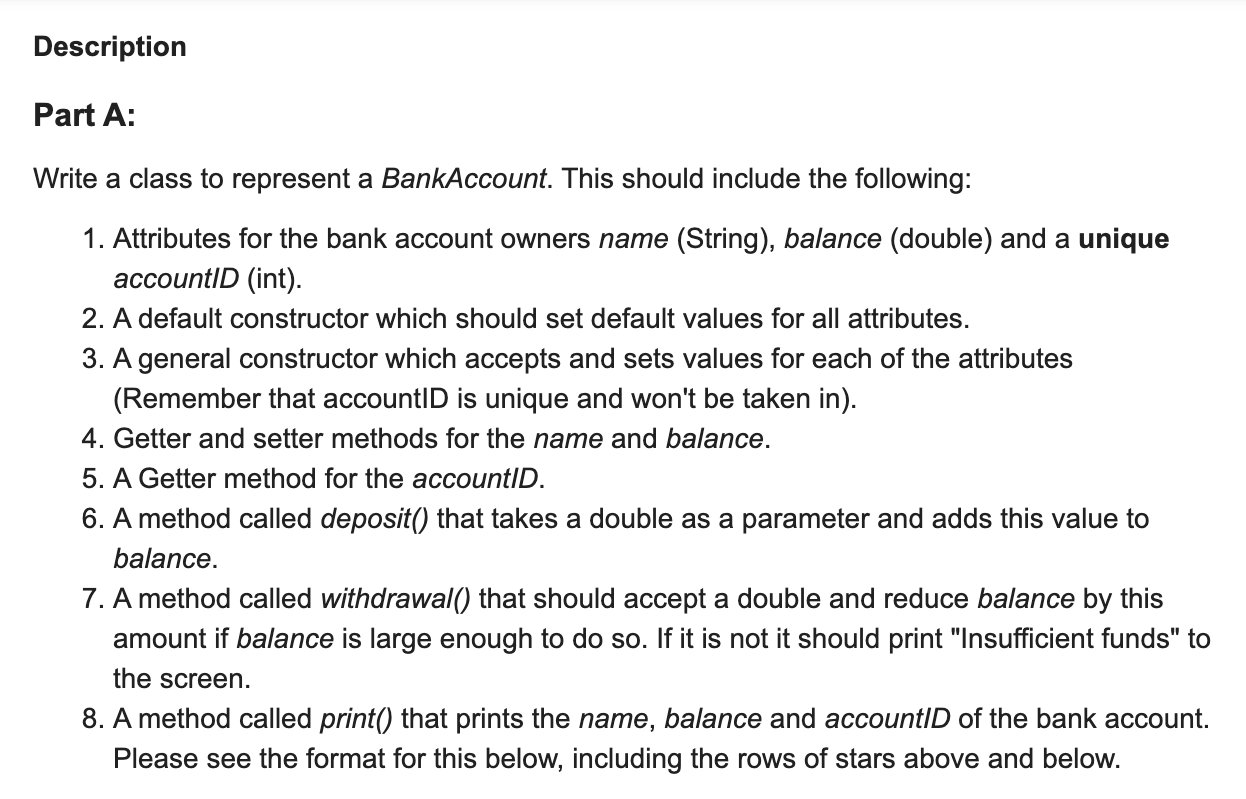 Description
Part A:
Write a class to represent a BankAccount. This should include the following:
1. Attributes for the bank account owners name (String), balance (double) and a unique
accountID (int).
2. A default constructor which should set default values for all attributes.
3. A general constructor which accepts and sets values for each of the attributes
(Remember that accountID is unique and won't be taken in).
4. Getter and setter methods for the name and balance.
5. A Getter method for the accountID.
6. A method called deposit() that takes a double as a parameter and adds this value to
balance.
7. A method called withdrawal() that should accept a double and reduce balance by this
amount if balance is large enough to do so. If it is not it should print "Insufficient funds" to
the screen.
8. A method called print() that prints the name, balance and accountID of the bank account.
Please see the format for this below, including the rows of stars above and below.